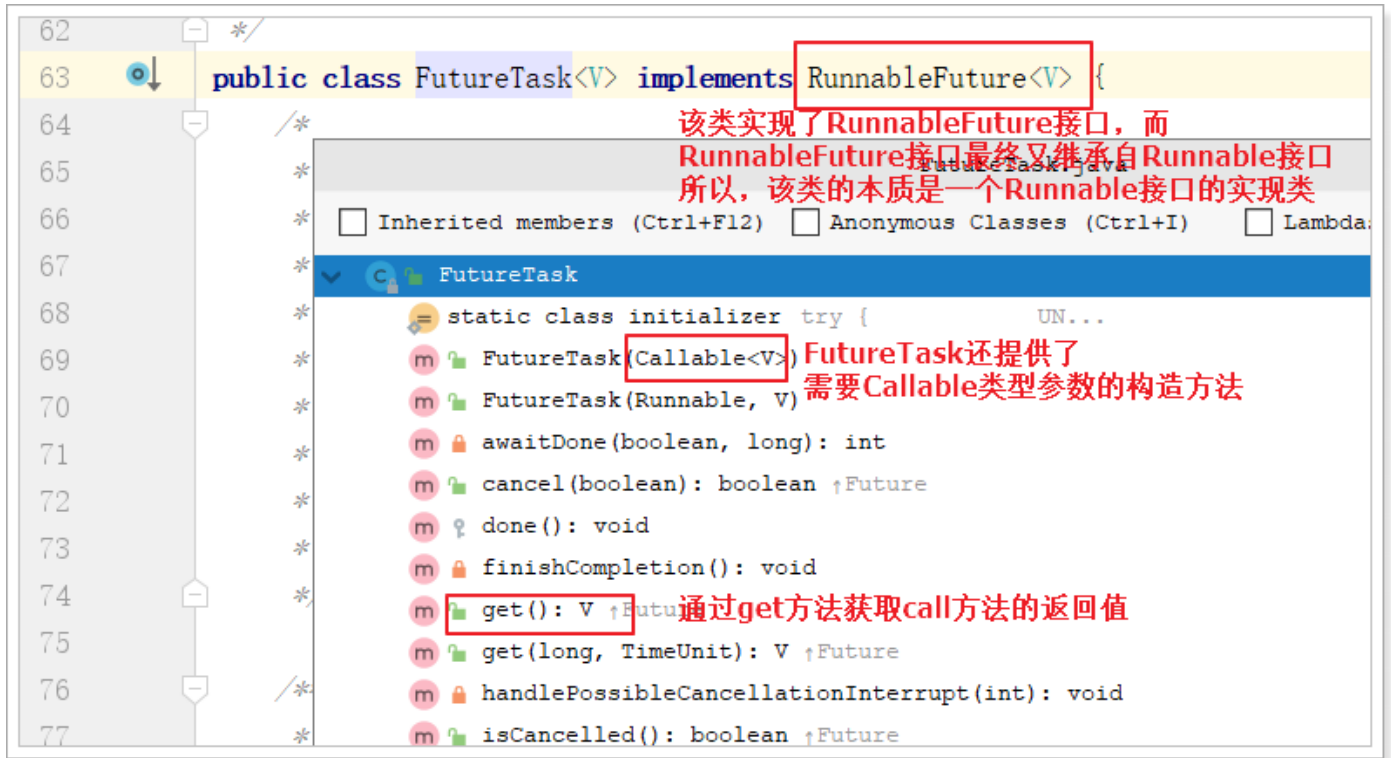 62 */
63 public class FutureTask<V> implements RunnableFuture<V> {
64 /*
该类实现了RunnableFuture接口，而
65 *
RunnableFuture接口最终又继承自Runnable接口
FutureTask.java
所以，该类的本质是一个Runnable接口的实现类
66 * Inherited members (Ctrl+F12) Anonymous Classes (Ctrl+I)
67 * FutureTask
68 * static class initializer try { UN...
69 * FutureTask(Callable<V>) FutureTask还提供了
需要Callable类型参数的构造方法
70 * FutureTask(Runnable, V)
71 * awaitDone(boolean, long): int
72 * cancel(boolean): boolean ↑Future
done(): void
73 * finishCompletion(): void
74 * get(): V 通过get方法获取call方法的返回值
75 get(long, TimeUnit): V ↑Future
76 /* handlePossibleCancellationInterrupt(int): void
77 * isCancelled(): boolean ↑Future